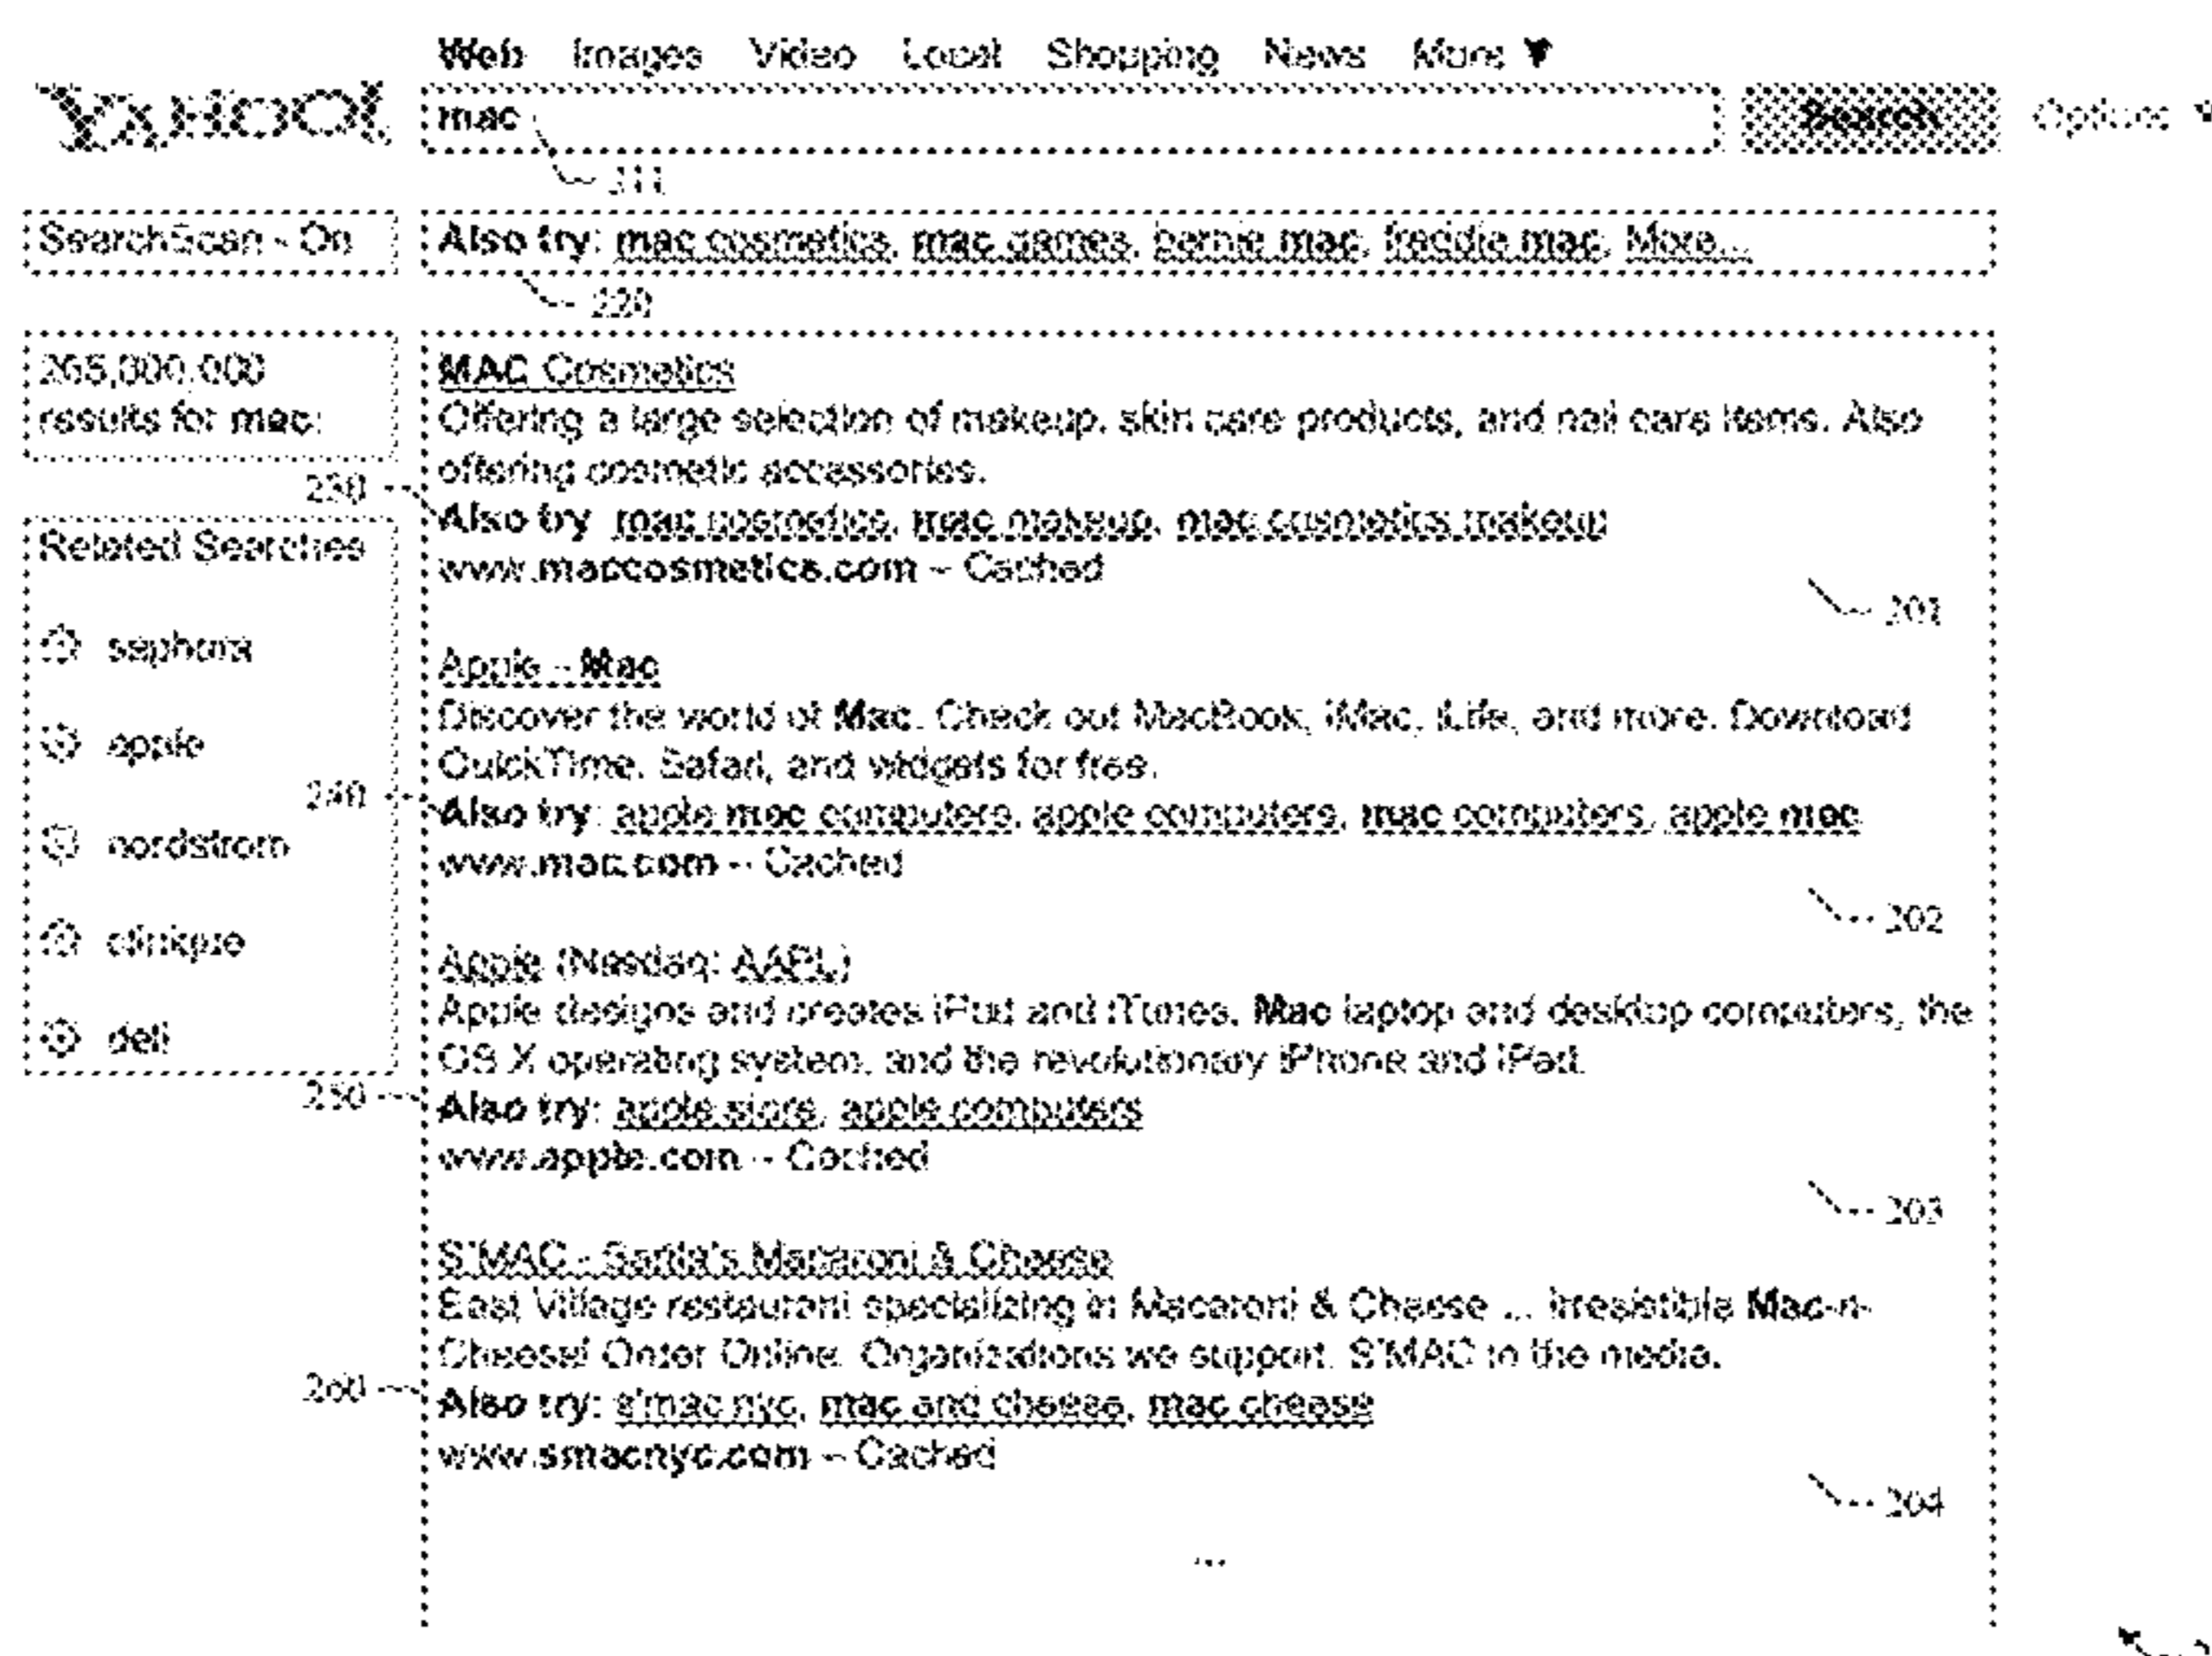 Web Images Video Local Shopping News More ▼
YAHOO!
mac
Search
Options
SearchScan - On
Also try: mac cosmetics, mac games, bernie mac, freddie mac, More...
220
265,000,000
results for mac:
MAC Cosmetics
Offering a large selection of makeup, skin care products, and nail care items. Also
offering cosmetic accessories.
230
Also try mac cosmetics, mac makeup, mac cosmetics makeup
www.maccosmetics.com – Cached
201
Related Searches
sephora
apple
nordstrom
clinique
dell
Apple - Mac
Discover the world of Mac. Check out MacBook, iMac, iLife, and more. Download
QuickTime, Safari, and widgets for free.
240
Also try: apple mac computers, apple computers, mac computers, apple mac
www.mac.com – Cached
202
Apple (Nasdaq: AAPL)
Apple designs and creates iPod and iTunes, Mac laptop and desktop computers, the
OS X operating system, and the revolutionary iPhone and iPad.
250
Also try: apple store, apple computers
www.apple.com – Cached
203
S'MAC - Sarita's Macaroni & Cheese
East Village restaurant specializing in Macaroni & Cheese ... Irresistible Mac-n-
Cheese! Order Online. Organizations we support. S'MAC in the media.
260
Also try: s'mac nyc, mac and cheese, mac cheese
www.smacnyc.com – Cached
204
...